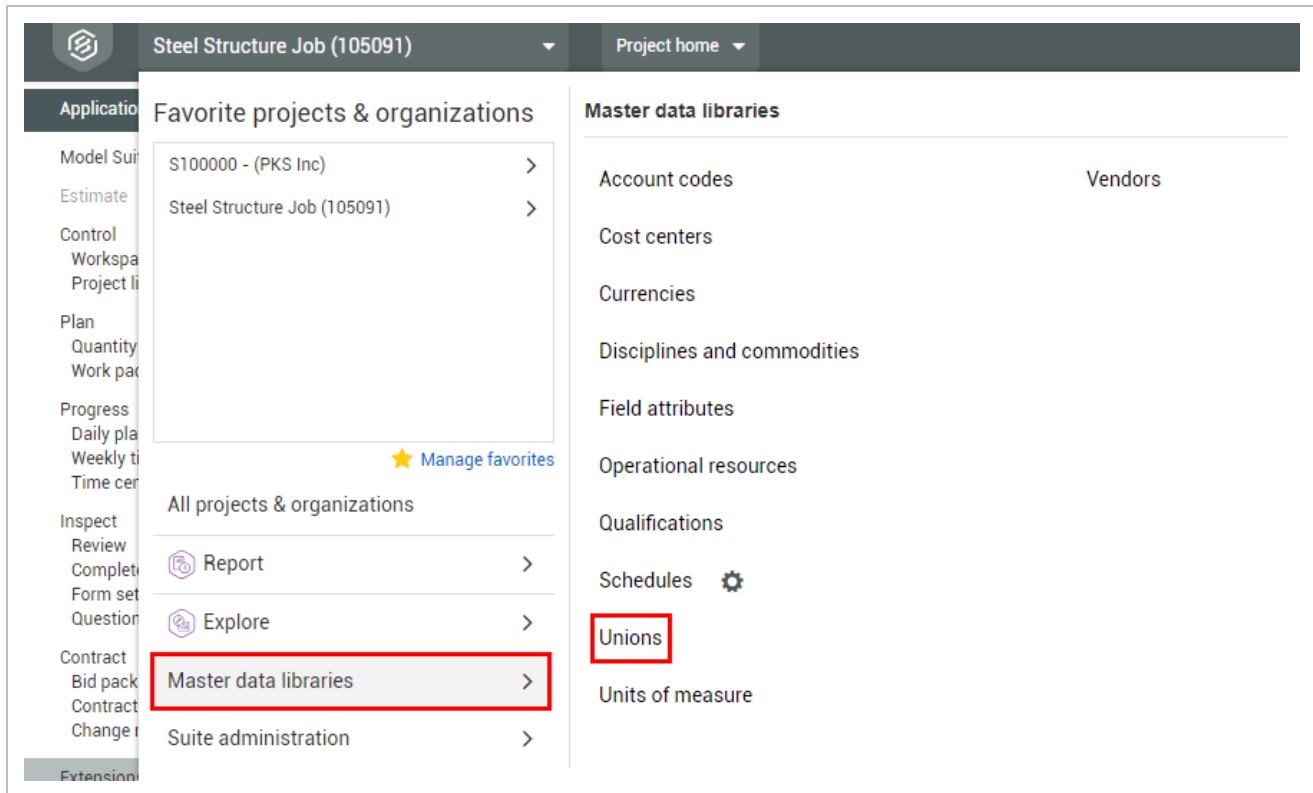 Steel Structure Job (105091)
Project home
Applicatio
Model Sui
Estimate
Control
Workspa
Project li
Plan
Quantity
Work pac
Progress
Daily pla
Weekly ti
Time cer
Inspect
Review
Complete
Form set
Question
Contract
Bid pack
Contract
Change r
Extension
Favorite projects & organizations
S100000 - (PKS Inc)
Steel Structure Job (105091)
Manage favorites
All projects & organizations
Report
Explore
Master data libraries
Suite administration
Master data libraries
Account codes
Cost centers
Currencies
Disciplines and commodities
Field attributes
Operational resources
Qualifications
Schedules
Unions
Units of measure
Vendors